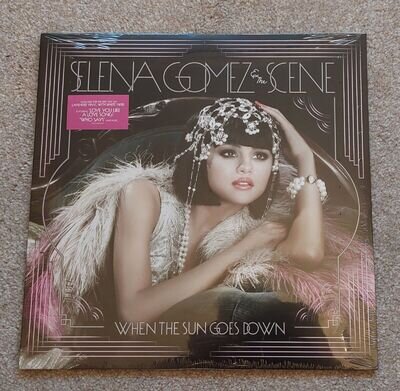 SELENA GOMEZ & THE SCENE
"LOVE YOU LIKE
A LOVE SONG"
"WHO SAYS"
WHEN THE SUN GOES DOWN